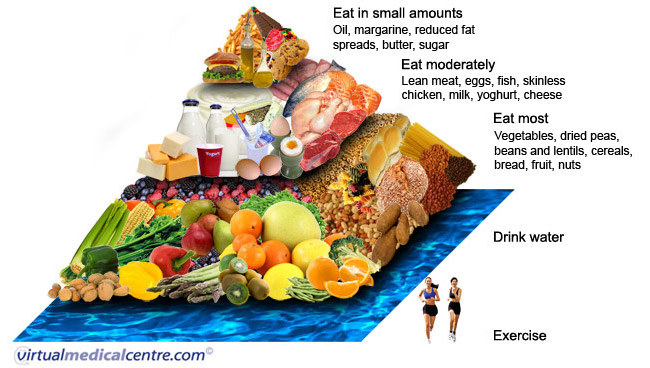 Eat in small amounts
Oil, margarine, reduced fat
spreads, butter, sugar
Eat moderately
Lean meat, eggs, fish, skinless
chicken, milk, yoghurt, cheese
Eat most
Vegetables, dried peas,
beans and lentils, cereals,
bread, fruit, nuts
Yogurt
Drink water
Exercise
virtualmedicalcentre.com©